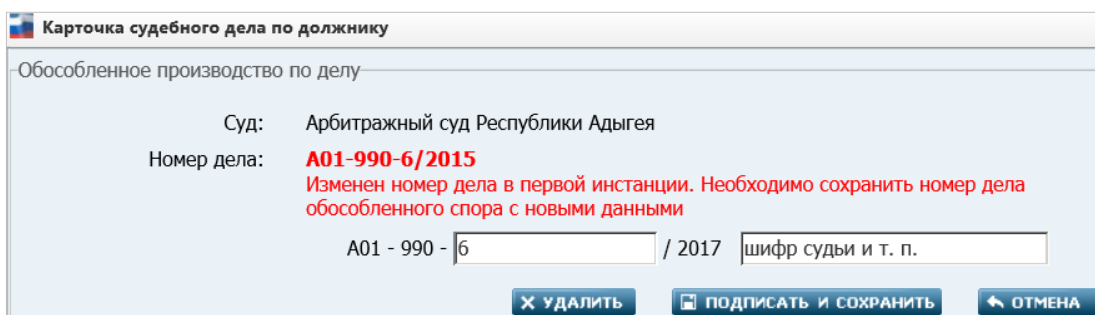 Карточка судебного дела по должнику
Обособленное производство по делу
Суд: Арбитражный суд Республики Адыгея
Номер дела: А01-990-6/2015
Изменен номер дела в первой инстанции. Необходимо сохранить номер дела
обособленного спора с новыми данными
А01 - 990 - 6 / 2017 шифр судьи и т. п.
УДАЛИТЬ ПОДПИСАТЬ И СОХРАНИТЬ ОТМЕНА